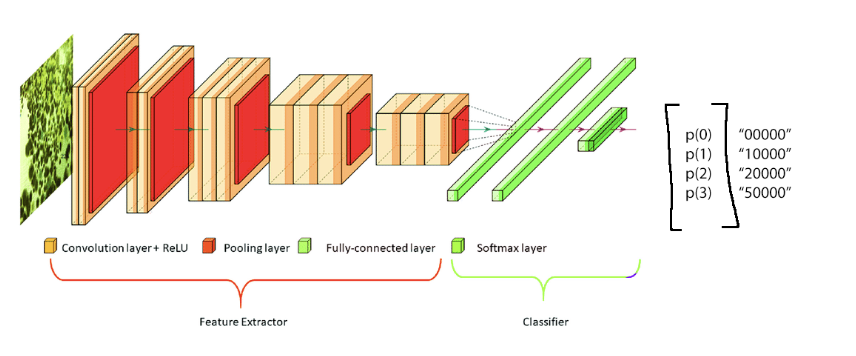 p(0) "00000"
p(1) "10000"
p(2) "20000"
p(3) "50000"
Convolution layer+ ReLU Pooling layer Fully-connected layer Softmax layer
Feature Extractor Classifier